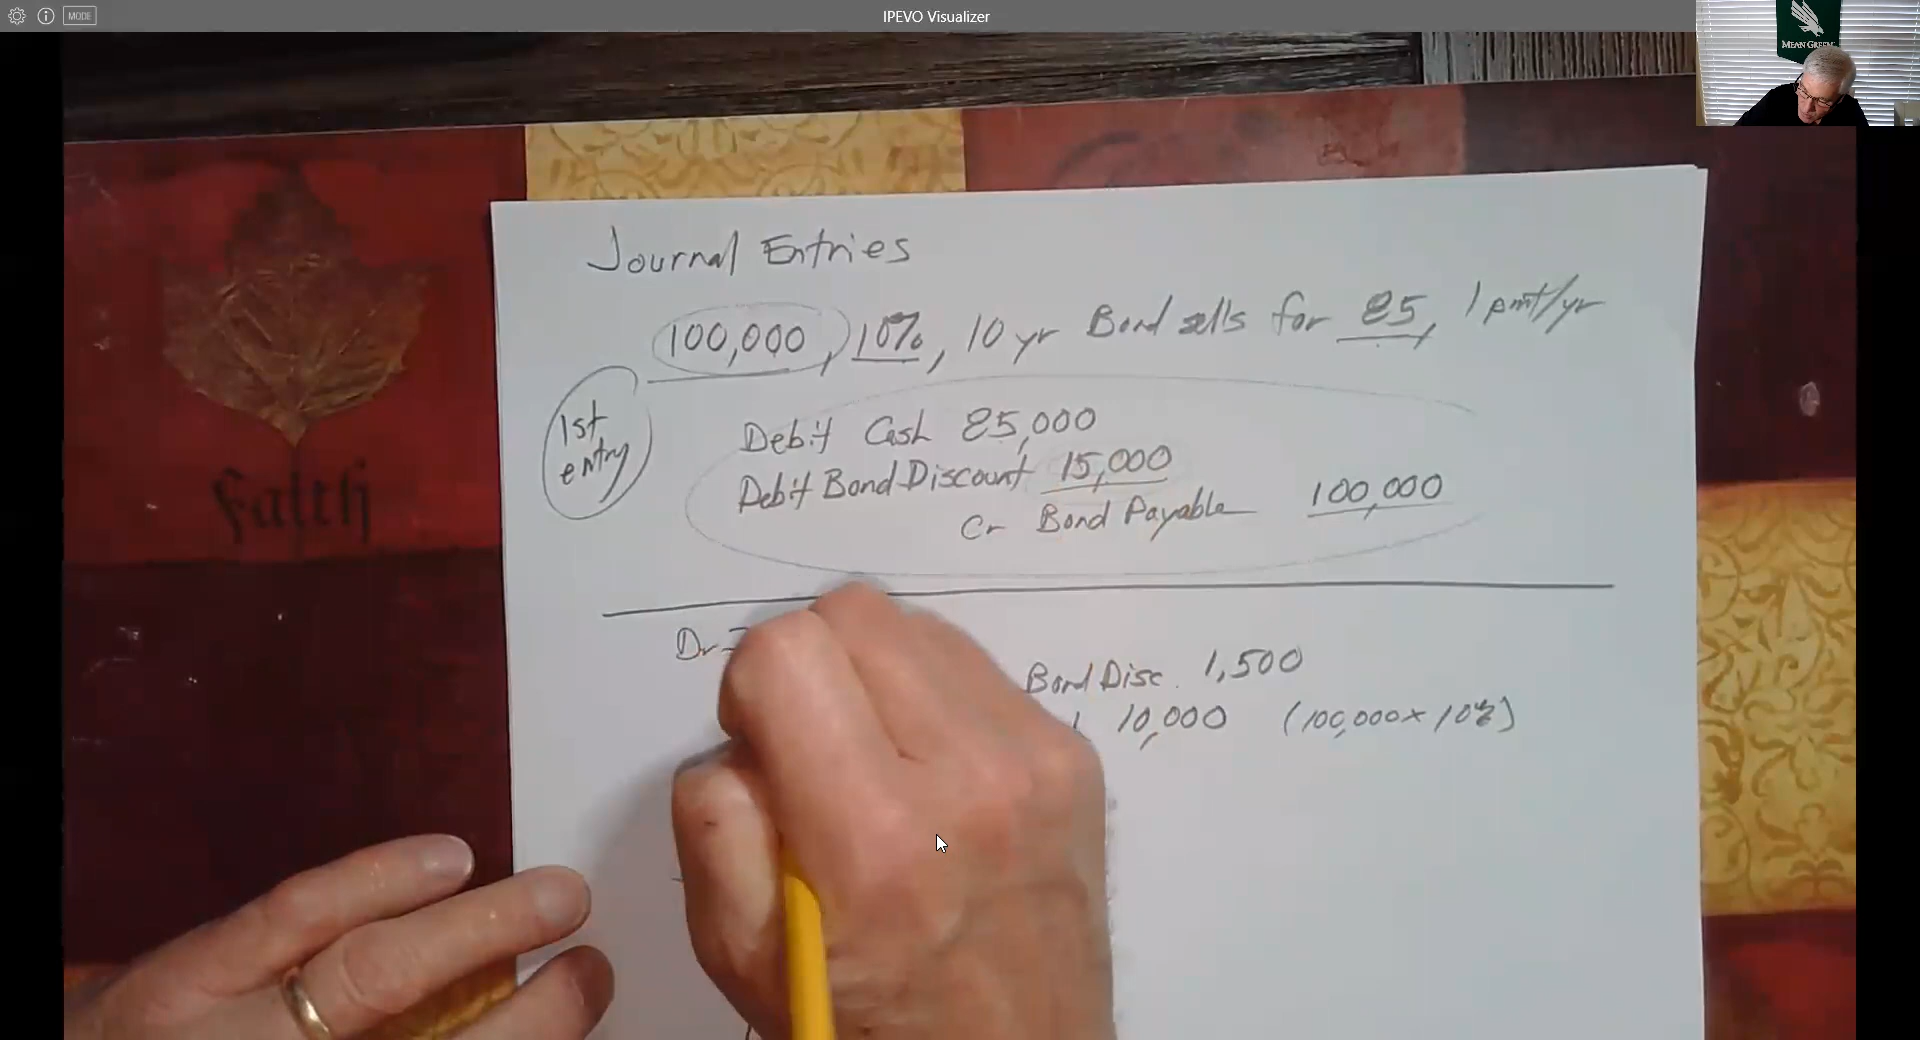 MODE
IPEVO Visualizer
MEAN GREEN
Journal Entries
100,000, 10%, 10 yr Bond sells for 85, 1 pmt/yr
1st entry
Debit Cash 85,000
Debit Bond Discount 15,000
Cr Bond Payable 100,000
Dr
Bond Disc. 1,500
10,000 (100,000 x 10%)
Faith